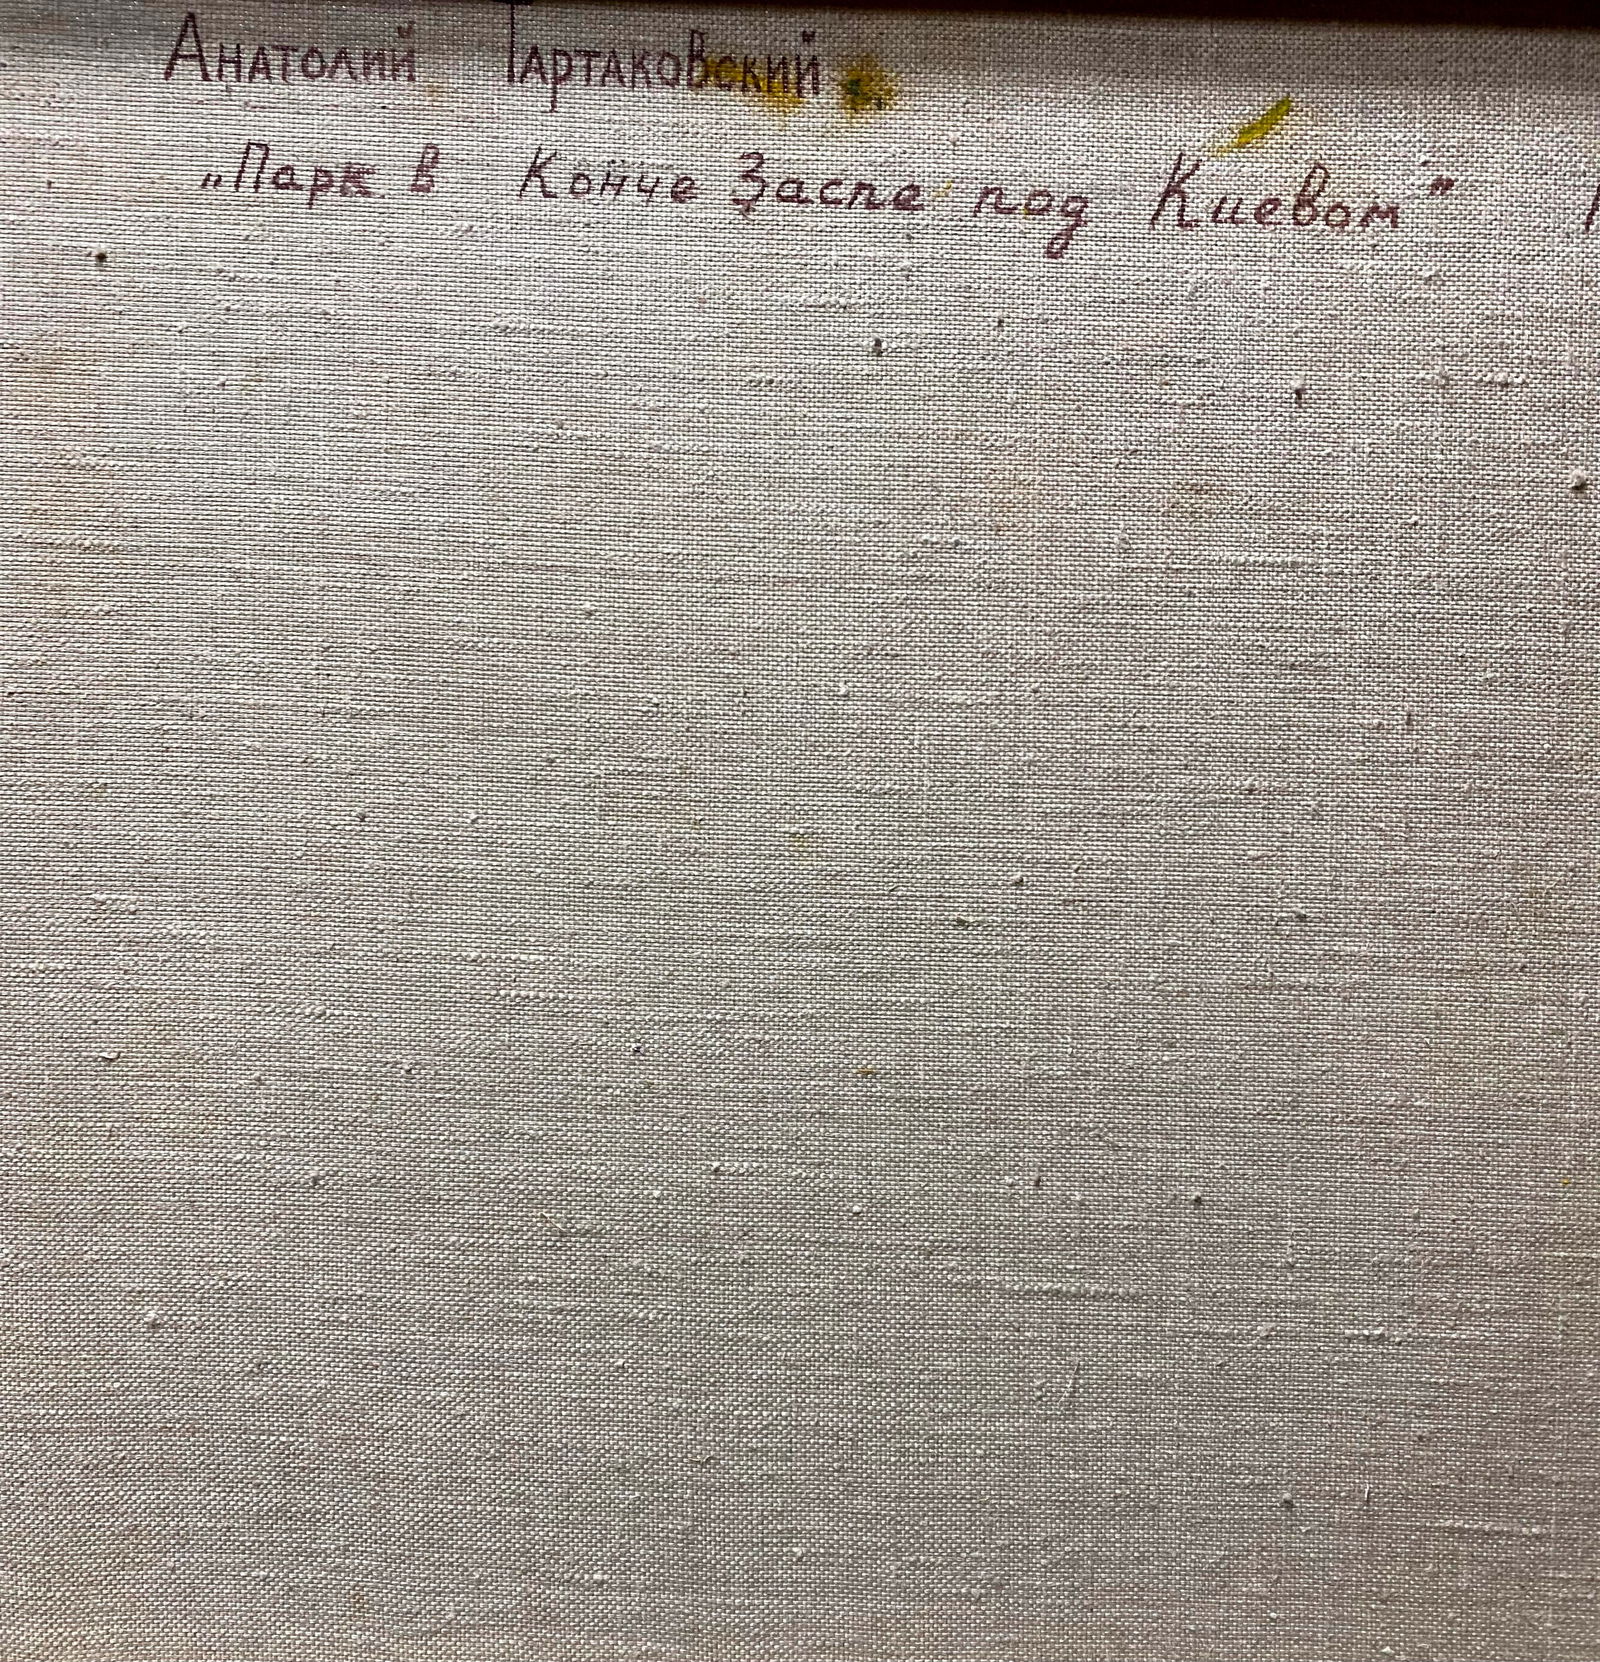 Анатолий Тартаковский
„Парк в Конче Заспе под Киевом"